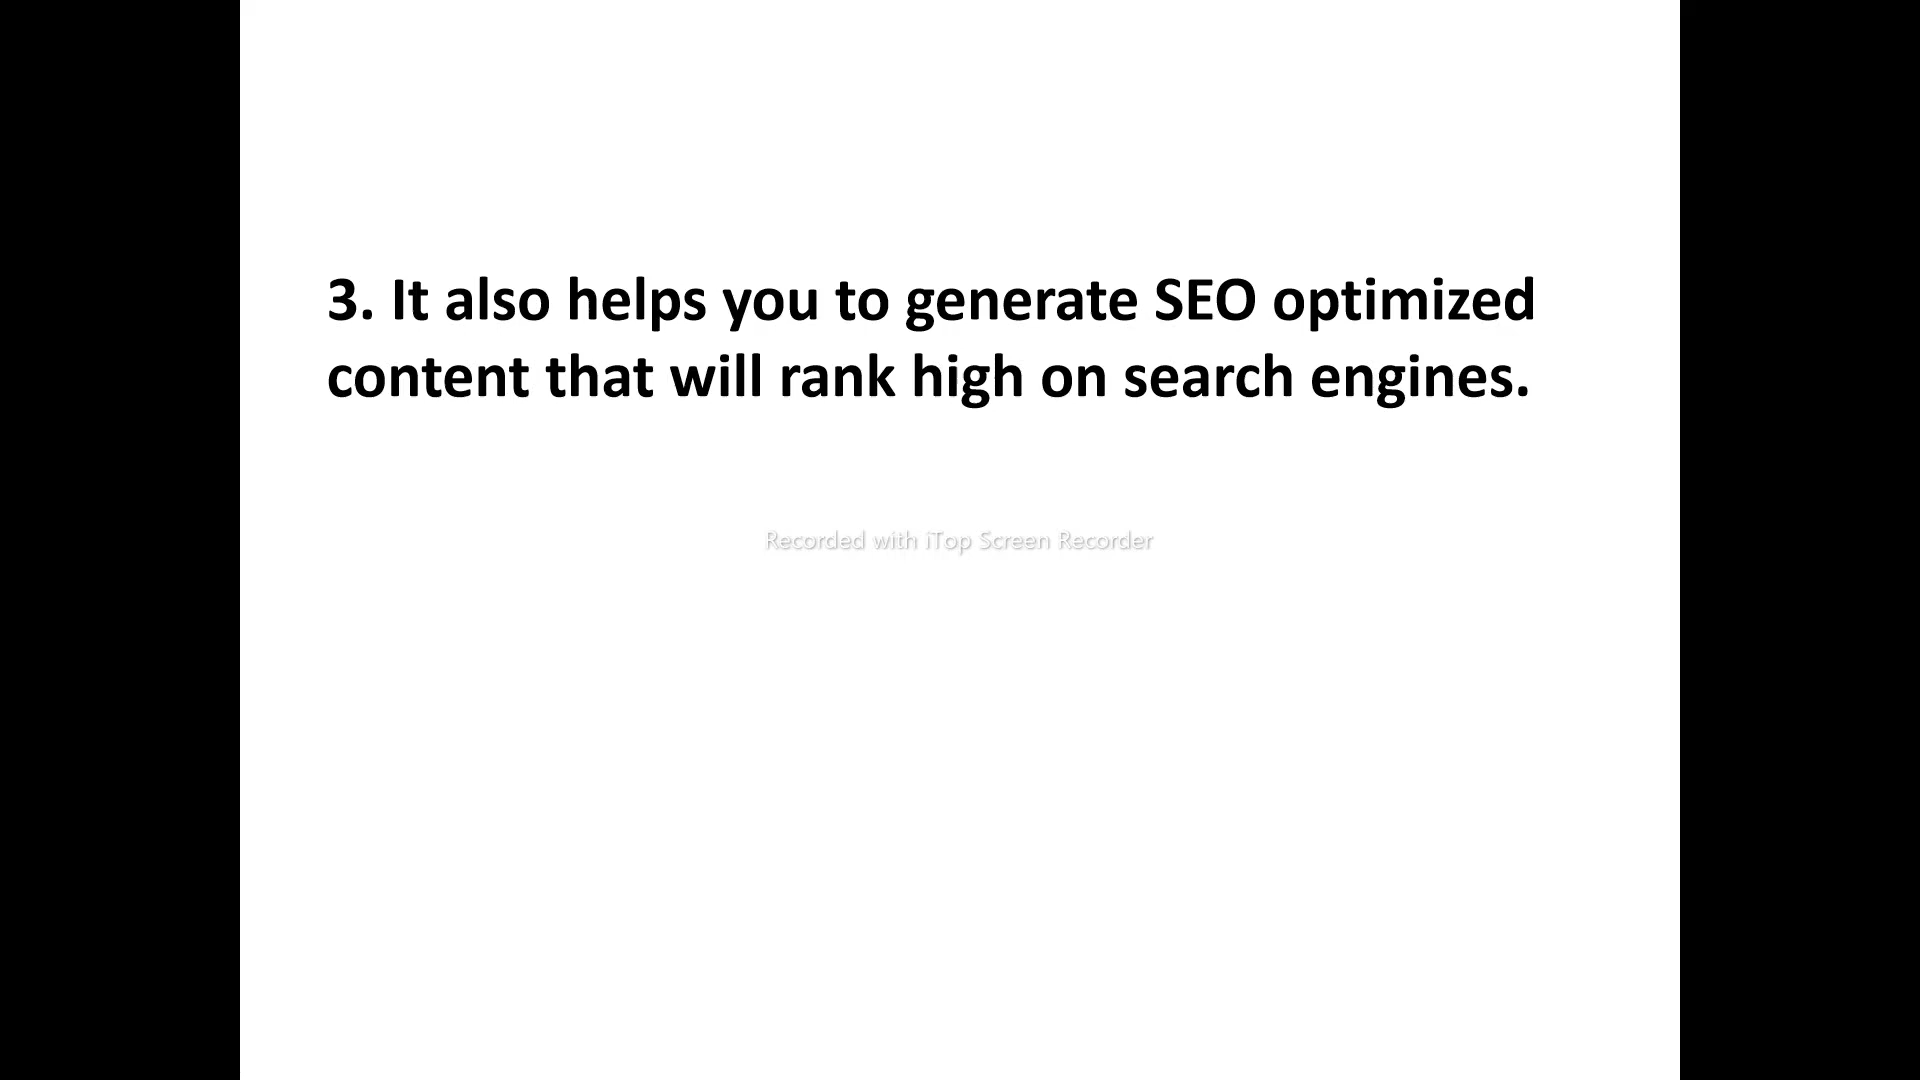 3. It also helps you to generate SEO optimized
content that will rank high on search engines.
Recorded with iTop Screen Recorder